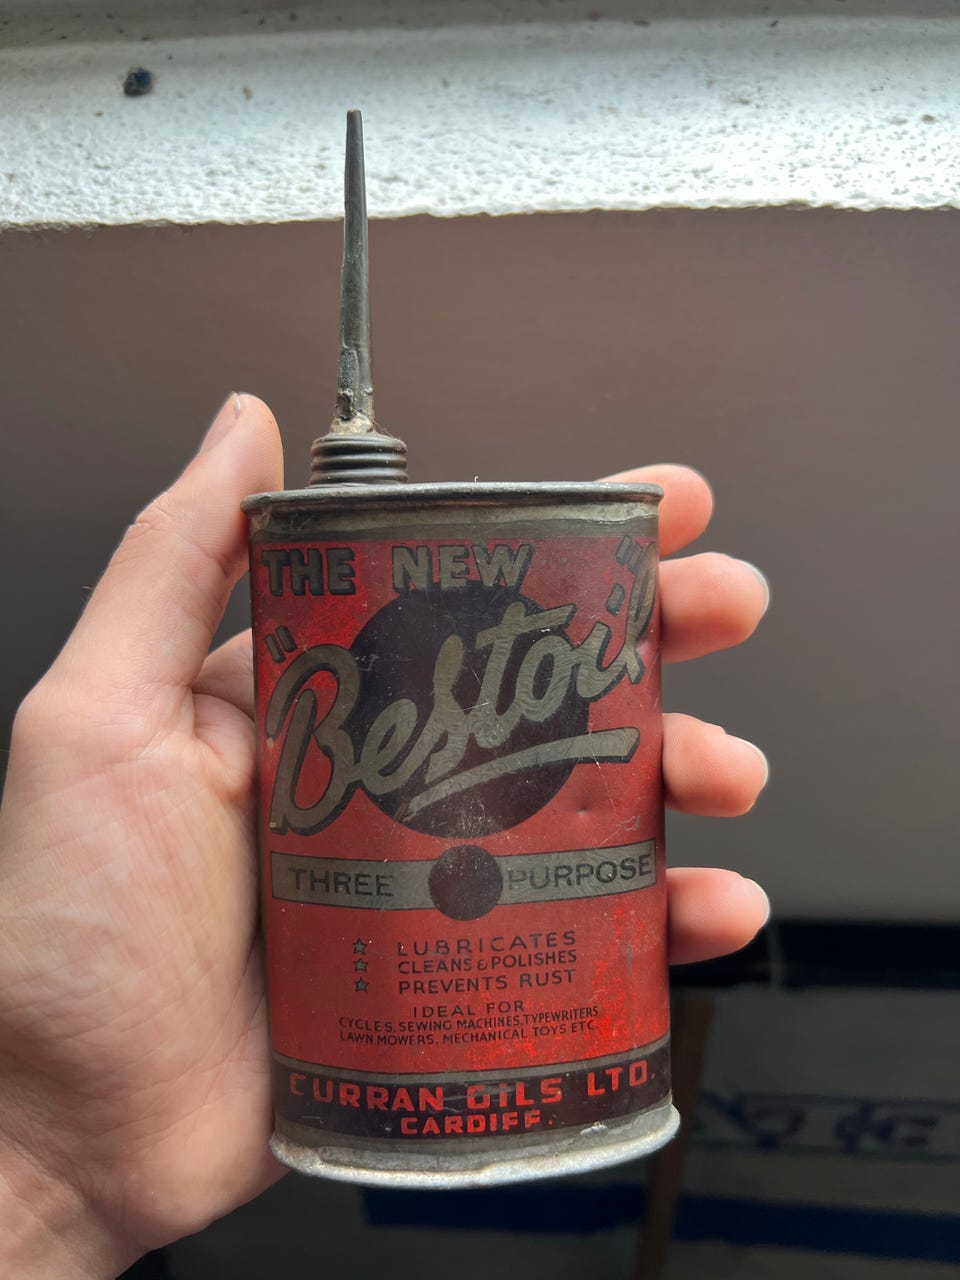 THE NEW
"Bestoil"
THREE PURPOSE
LUBRICATES
CLEANS & POLISHES
PREVENTS RUST
IDEAL FOR
CYCLES, SEWING MACHINES, TYPEWRITERS
LAWN MOWERS, MECHANICAL TOYS ETC.
CURRAN OILS LTD.
CARDIFF.